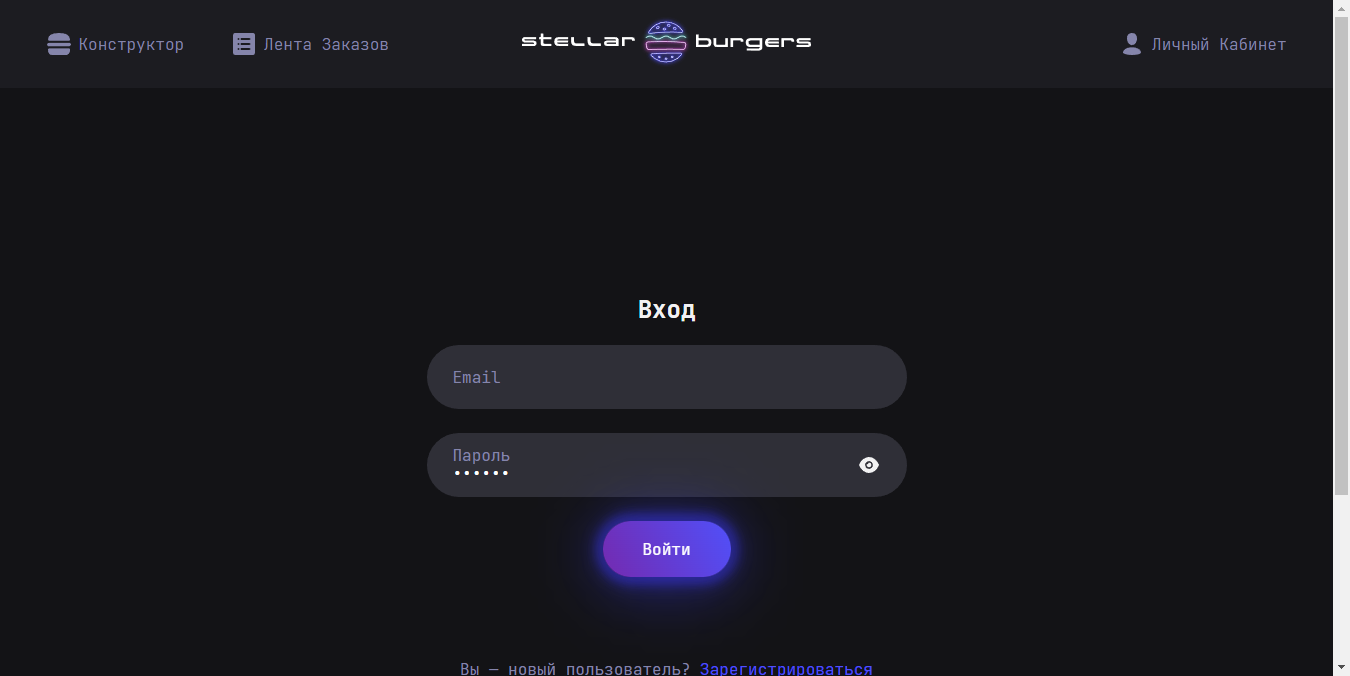 Конструктор
Лента Заказов
stellar burgers
Личный Кабинет
Вход
Email
Пароль
••••••
Войти
Вы — новый пользователь? Зарегистрироваться